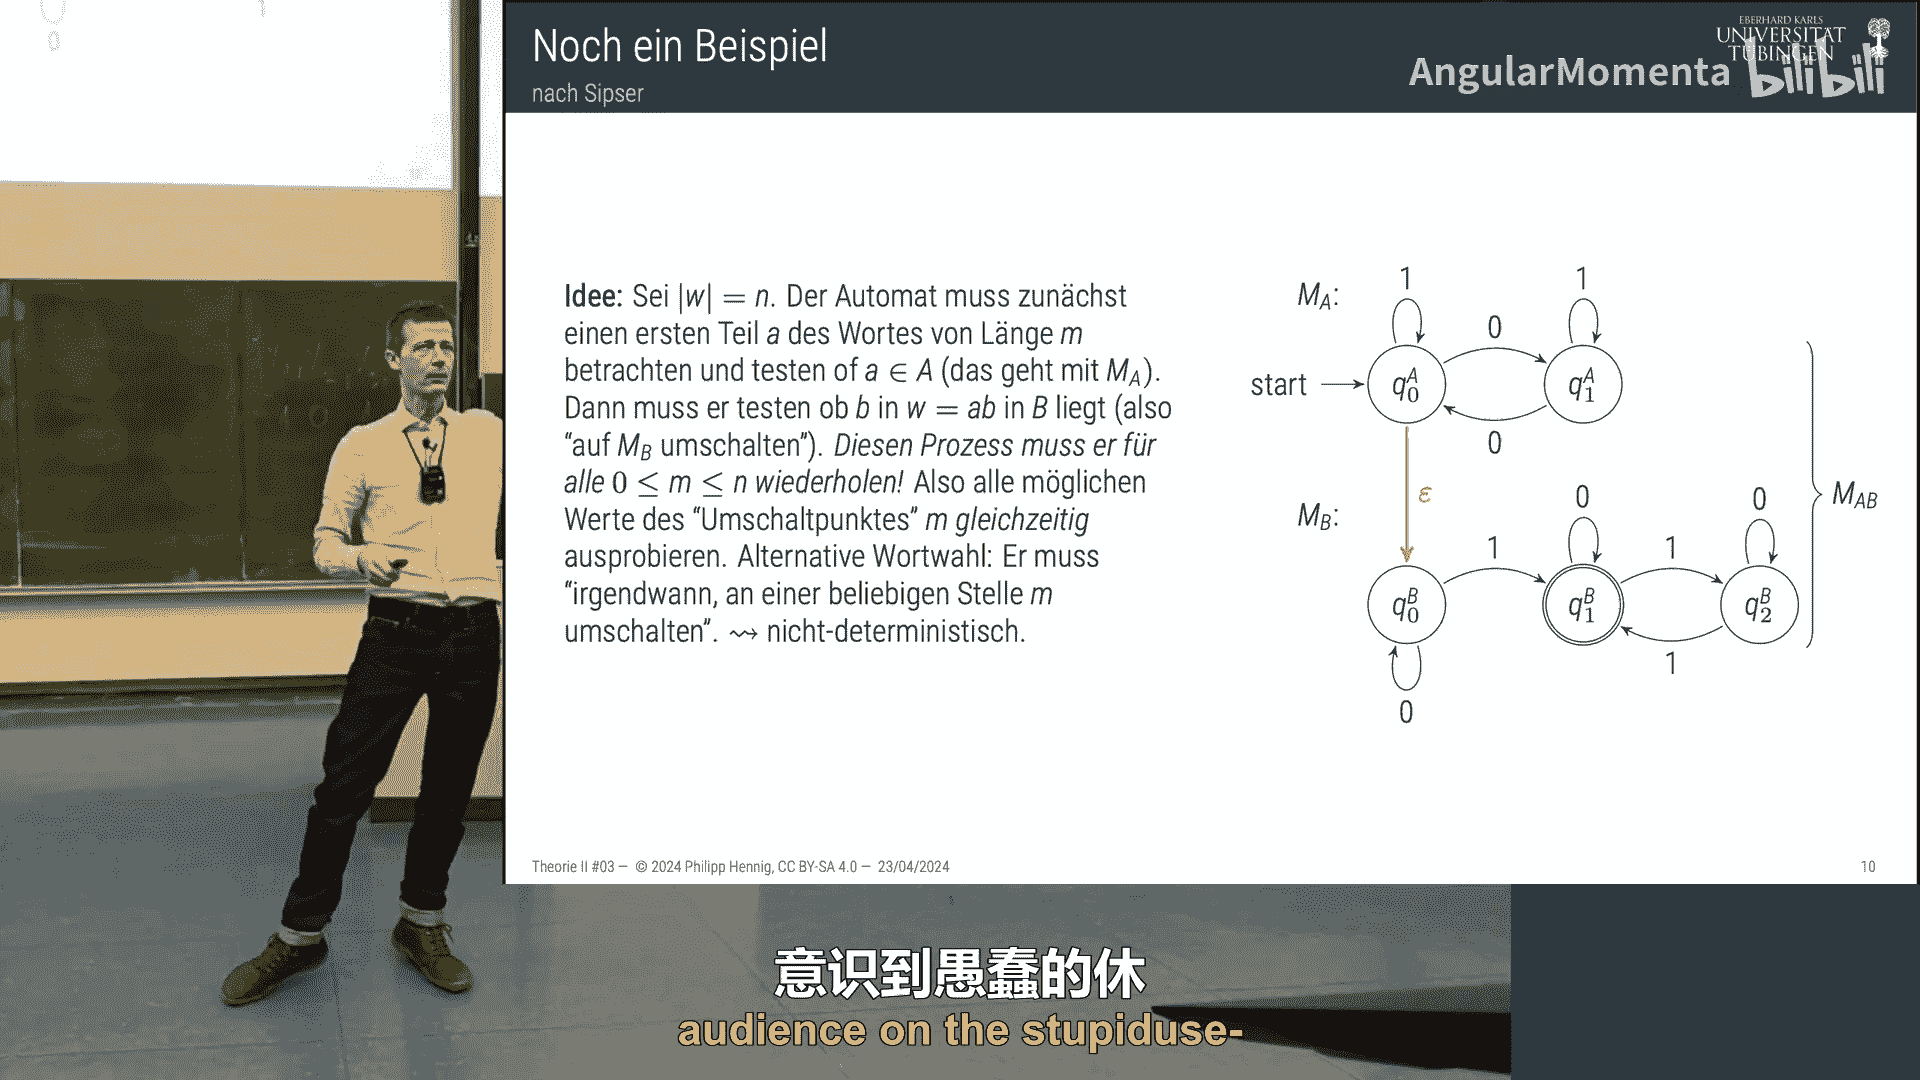 Noch ein Beispiel
nach Sipser
EBERHARD KARLS
UNIVERSITÄT
TÜBINGEN
AngularMomenta
bilibili
Idee: Sei |w| = n. Der Automat muss zunächst
einen ersten Teil a des Wortes von Länge m
betrachten und testen of a ∈ A (das geht mit M_A).
Dann muss er testen ob b in w = ab in B liegt (also
“auf M_B umschalten”). Diesen Prozess muss er für
alle 0 ≤ m ≤ n wiederholen! Also alle möglichen
Werte des “Umschaltpunktes” m gleichzeitig
ausprobieren. Alternative Wortwahl: Er muss
“irgendwann, an einer beliebigen Stelle m
umschalten”. ⇝ nicht-deterministisch.
M_A:
1
1
0
start
q_0^A
q_1^A
0
ε
M_B:
0
0
M_AB
1
1
q_0^B
q_1^B
q_2^B
1
0
Theorie II #03 — © 2024 Philipp Hennig, CC BY-SA 4.0 — 23/04/2024
10
意识到愚蠢的休
audience on the stupiduse-